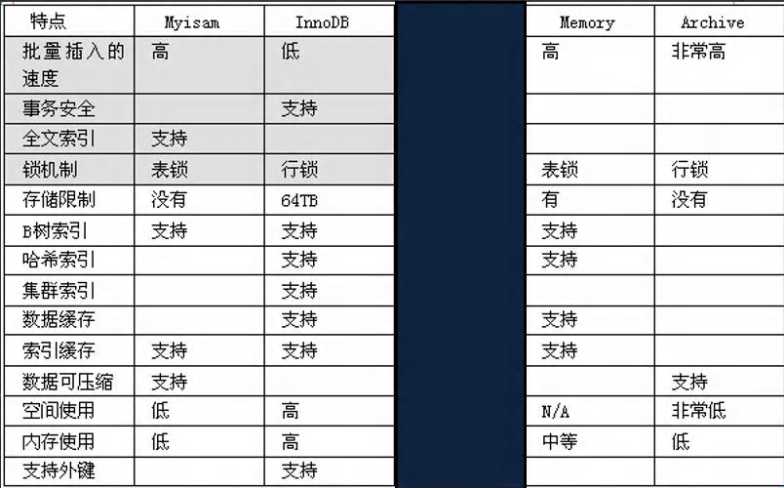 特点 Myisam InnoDB Memory Archive
批量插入的 高 低 高 非常高
速度
事务安全 支持
全文索引 支持
锁机制 表锁 行锁 表锁 行锁
存储限制 没有 64TB 有 没有
B树索引 支持 支持 支持
哈希索引 支持 支持
集群索引 支持
数据缓存 支持 支持
索引缓存 支持 支持 支持
数据可压缩 支持 支持
空间使用 低 高 N/A 非常低
内存使用 低 高 中等 低
支持外键 支持